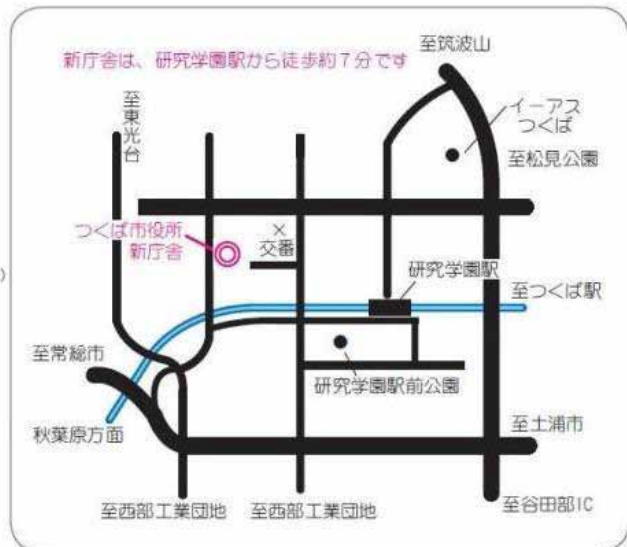 至筑波山
新庁舎は、研究学園駅から徒歩約7分です
至東光台
イーアス
つくば
至松見公園
つくば市役所
新庁舎
×
交番
研究学園駅
至つくば駅
至常総市
研究学園駅前公園
秋葉原方面
至土浦市
至西部工業団地
至西部工業団地
至谷田部IC